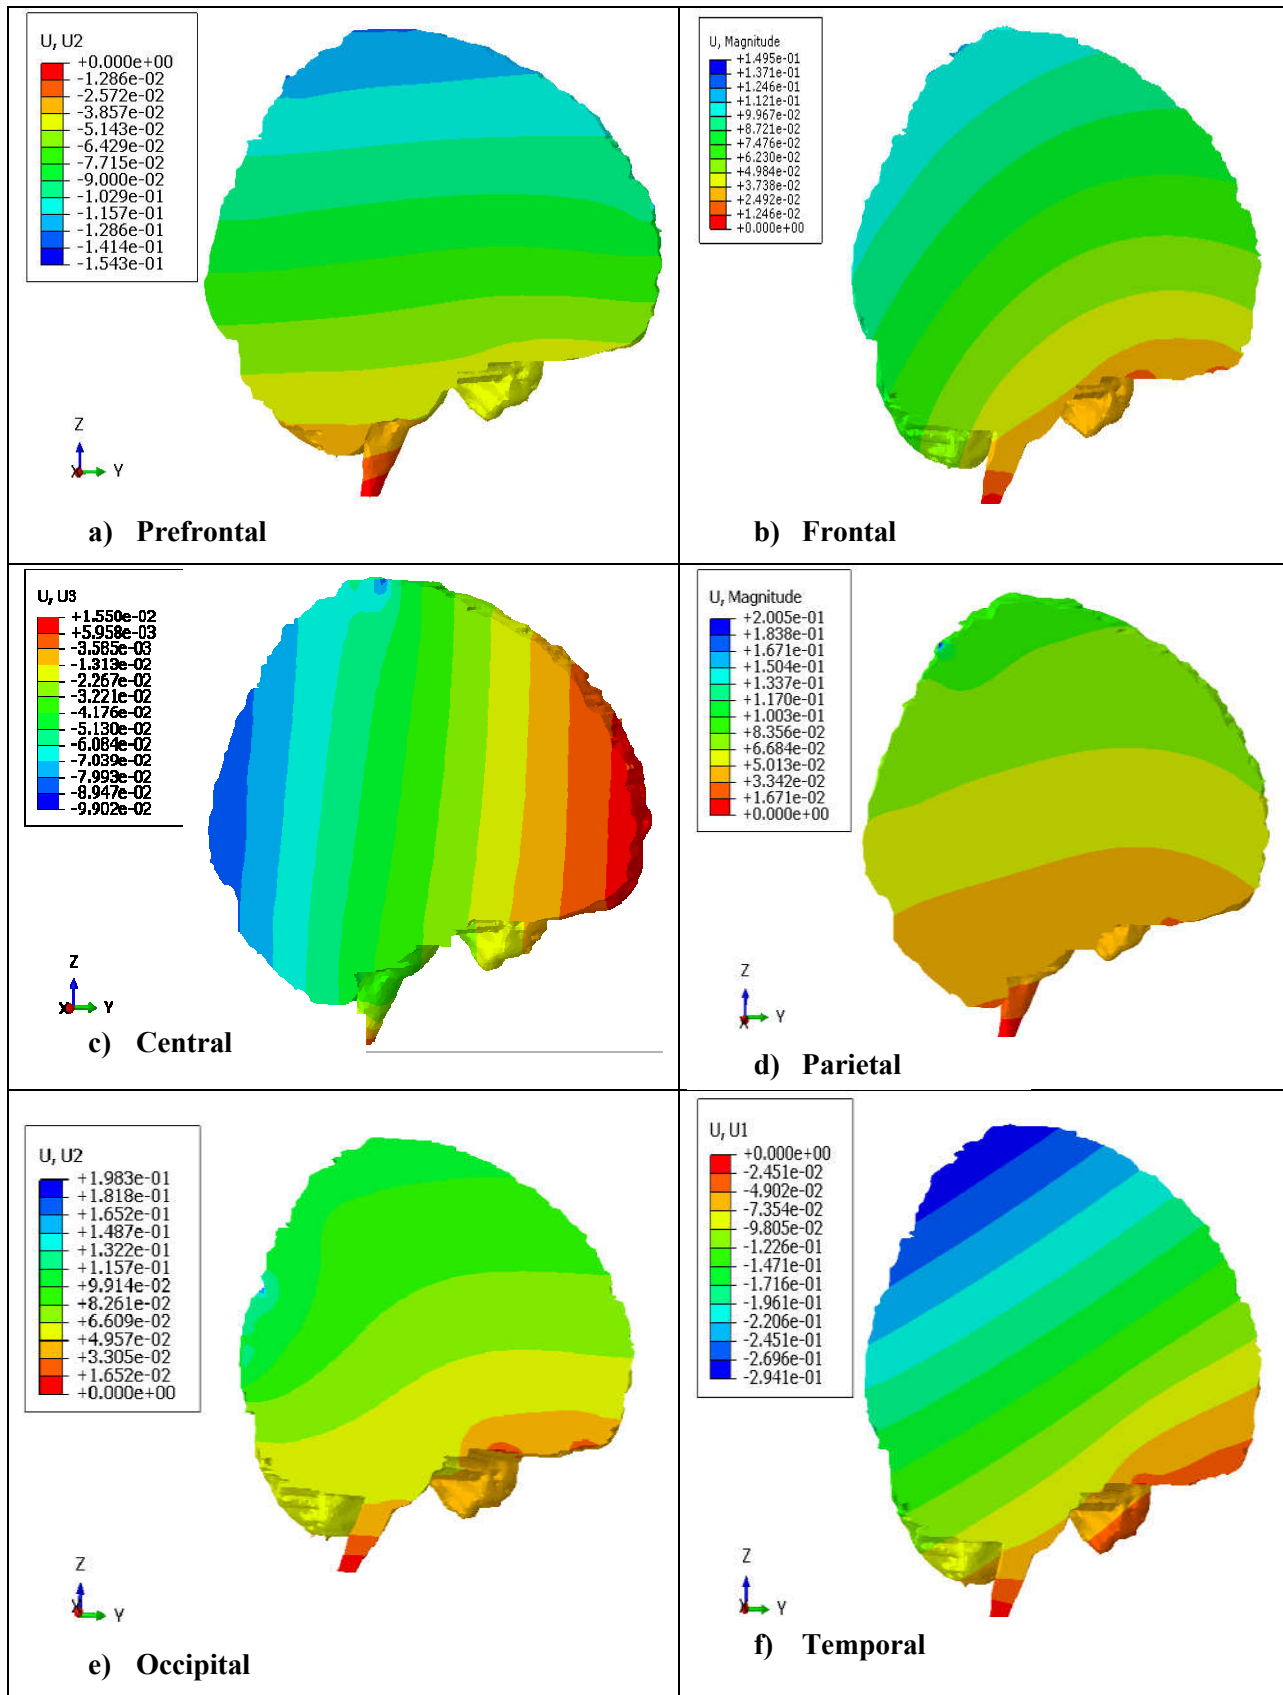 U, U2
+0.000e+00
-1.286e-02
-2.572e-02
-3.857e-02
-5.143e-02
-6.429e-02
-7.715e-02
-9.000e-02
-1.029e-01
-1.157e-01
-1.286e-01
-1.414e-01
-1.543e-01
Z
X Y
a) Prefrontal
U, Magnitude
+1.495e-01
+1.371e-01
+1.246e-01
+1.121e-01
+9.967e-02
+8.721e-02
+7.476e-02
+6.230e-02
+4.984e-02
+3.738e-02
+2.492e-02
+1.246e-02
+0.000e+00
b) Frontal
U, U3
+1.550e-02
+5.958e-03
-3.585e-03
-1.313e-02
-2.267e-02
-3.221e-02
-4.176e-02
-5.130e-02
-6.084e-02
-7.039e-02
-7.993e-02
-8.947e-02
-9.902e-02
Z
X Y
c) Central
U, Magnitude
+2.005e-01
+1.838e-01
+1.671e-01
+1.504e-01
+1.337e-01
+1.170e-01
+1.003e-01
+8.356e-02
+6.684e-02
+5.013e-02
+3.342e-02
+1.671e-02
+0.000e+00
Z
X Y
d) Parietal
U, U2
+1.983e-01
+1.818e-01
+1.652e-01
+1.487e-01
+1.322e-01
+1.157e-01
+9.914e-02
+8.261e-02
+6.609e-02
+4.957e-02
+3.305e-02
+1.652e-02
+0.000e+00
Z
X Y
e) Occipital
U, U1
+0.000e+00
-2.451e-02
-4.902e-02
-7.354e-02
-9.805e-02
-1.226e-01
-1.471e-01
-1.716e-01
-1.961e-01
-2.206e-01
-2.451e-01
-2.696e-01
-2.941e-01
Z
X Y
f) Temporal